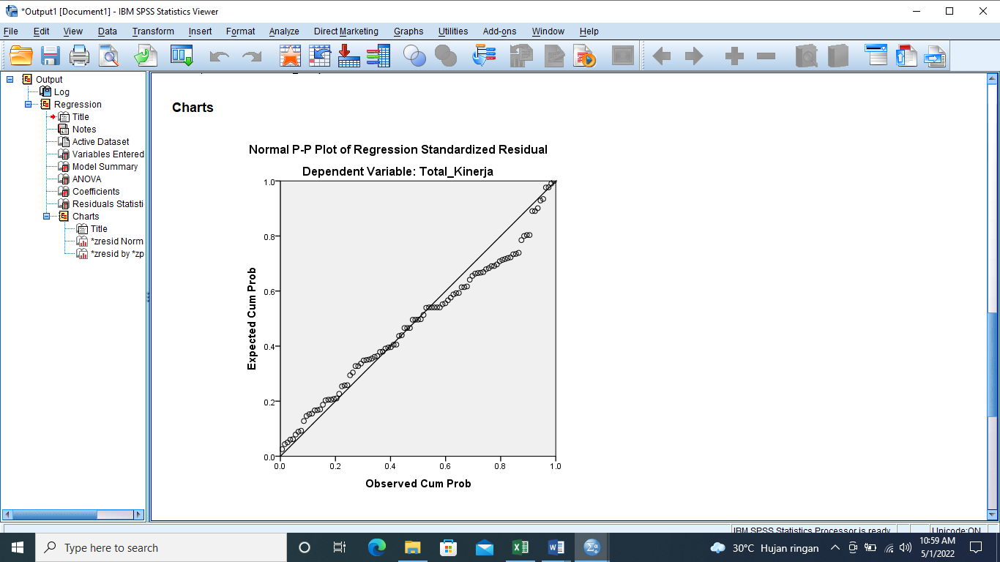 *Output1 [Document1] - IBM SPSS Statistics Viewer
File Edit View Data Transform Insert Format Analyze Direct Marketing Graphs Utilities Add-ons Window Help
Output
Log
Regression
Title
Notes
Active Dataset
Variables Entered
Model Summary
ANOVA
Coefficients
Residuals Statisti
Charts
Title
*zresid Norm
*zresid by *zp
Charts
Normal P-P Plot of Regression Standardized Residual
Dependent Variable: Total_Kinerja
1.0
0.8
0.6
0.4
0.2
0.0
Expected Cum Prob
0.0 0.2 0.4 0.6 0.8 1.0
Observed Cum Prob
IBM SPSS Statistics Processor is ready
Unicode:ON
Type here to search
30°C Hujan ringan
10:59 AM
5/1/2022